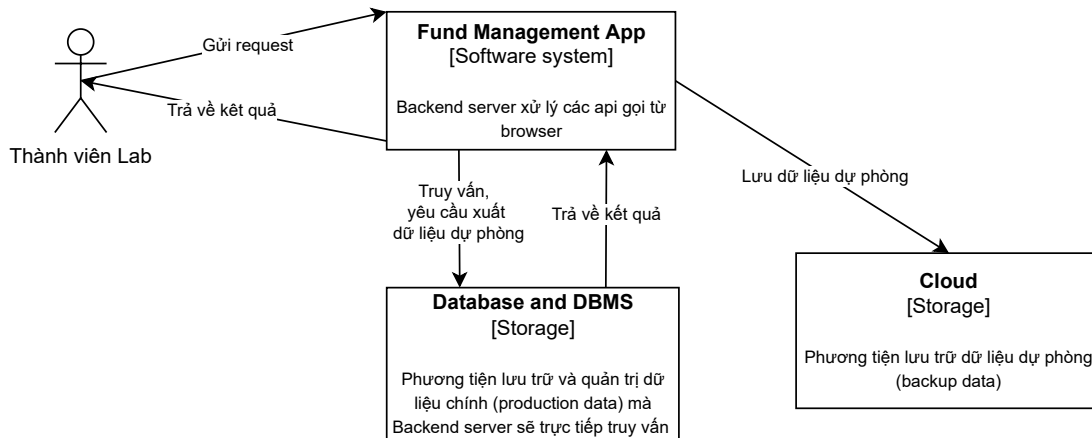 Fund Management App
[Software system]
Backend server xử lý các api gọi từ
browser
Gửi request
Trả về kêt quả
Thành viên Lab
Truy vấn,
yêu cầu xuất
dữ liệu dự phòng
Trả về kết quả
Lưu dữ liệu dự phòng
Database and DBMS
[Storage]
Phương tiện lưu trữ và quản trị dữ
liệu chính (production data) mà
Backend server sẽ trực tiếp truy vấn
Cloud
[Storage]
Phương tiện lưu trữ dữ liệu dự phòng
(backup data)